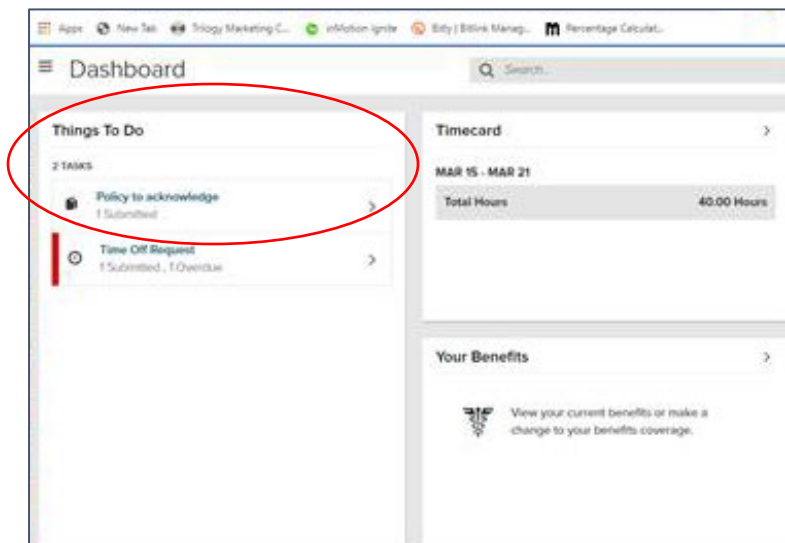 Apps New Tab Trilogy Marketing C... inMotion ignite Bitly | Bitlink Manag... Percentage Calculat...
Dashboard
Search...
Things To Do
2 TASKS
Policy to acknowledge
1 Submitted
Time Off Request
1 Submitted , 1 Overdue
Timecard
MAR 15 - MAR 21
Total Hours 40.00 Hours
Your Benefits
View your current benefits or make a
change to your benefits coverage.